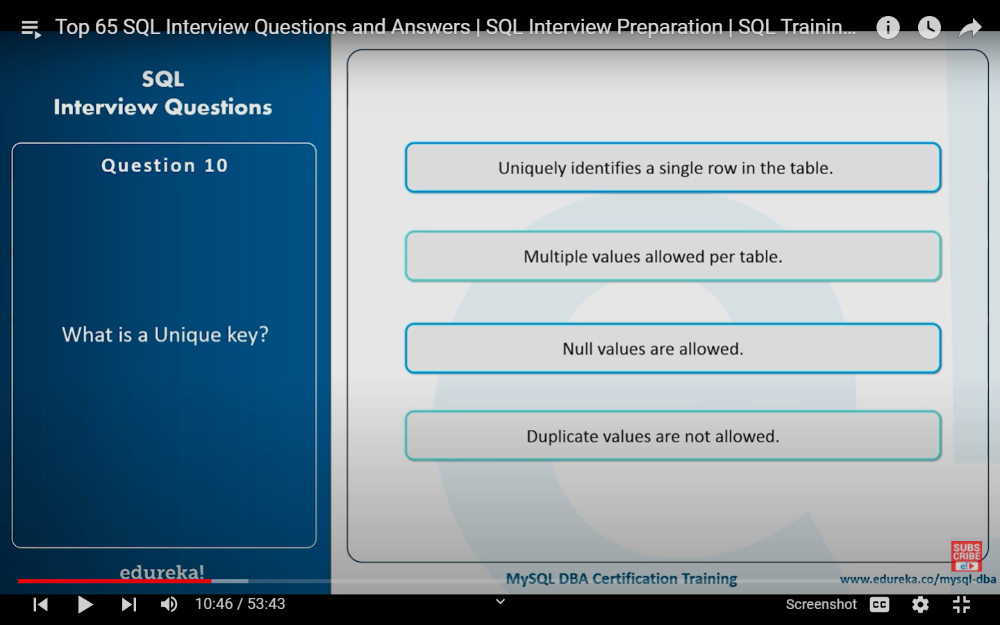 Top 65 SQL Interview Questions and Answers | SQL Interview Preparation | SQL Trainin...
SQL
Interview Questions
Question 10
What is a Unique key?
Uniquely identifies a single row in the table.
Multiple values allowed per table.
Null values are allowed.
Duplicate values are not allowed.
SUBS
CRIBE
e!
edureka!
MySQL DBA Certification Training
www.edureka.co/mysql-dba
10:46 / 53:43
Screenshot
CC